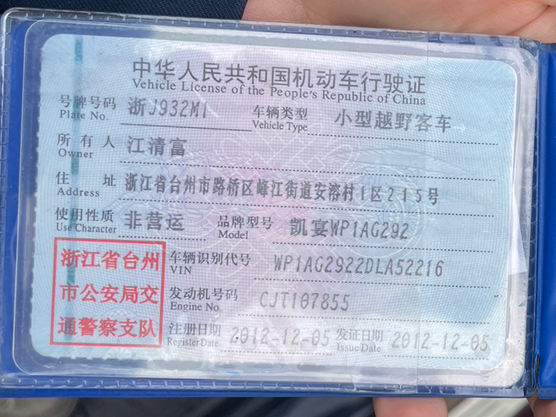 中华人民共和国机动车行驶证
Vehicle License of the People's Republic of China
号牌号码 浙J932M1 车辆类型 小型越野客车
Plate No. Vehicle Type
所有人 江清富
Owner
住址 浙江省台州市路桥区峰江街道安溶村1区215号
Address
使用性质 非营运 品牌型号 凯宴WP1AG292
Use Character Model
浙江省台州
市公安局交
通警察支队
车辆识别代号 WP1AG2922DLA52216
VIN
发动机号码 CJT107855
Engine No.
注册日期 2012-12-05 发证日期 2012-12-05
Register Date Issue Date